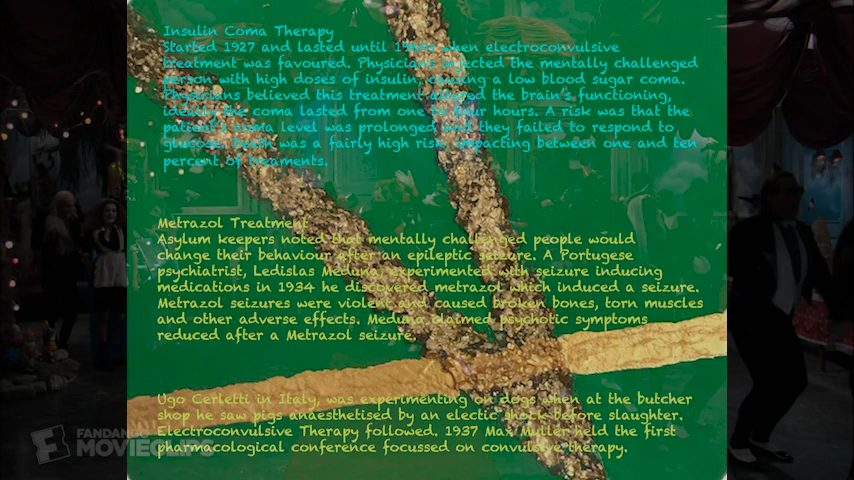 Insulin Coma Therapy
Started 1927 and lasted until when electroconvulsive
treatment was favoured. Physicians injected the mentally challenged
person with high doses of insulin, causing a low blood sugar coma.
Physicians believed this treatment altered the brain's functioning,
ideally the coma lasted from one to four hours. A risk was that the
patient's coma level was prolonged and they failed to respond to
glucose. Death was a fairly high risk, impacting between one and ten
percent of treaments.
Metrazol Treatment
Asylum keepers noted that mentally challenged people would
change their behaviour after an epileptic seizure. A Portugese
psychiatrist, Ledislas Meduna, experimented with seizure inducing
medications in 1934 he discovered metrazol which induced a seizure.
Metrazol seizures were violent and caused broken bones, torn muscles
and other adverse effects. Meduna claimed psychotic symptoms
reduced after a Metrazol seizure.
Ugo Cerletti in Italy, was experimenting on dogs when at the butcher
shop he saw pigs anaesthetised by an electic shock before slaughter.
Electroconvulsive Therapy followed. 1937 Max Muller held the first
pharmacological conference focussed on convulsive therapy.
FANDANGO
MOVIECLIPS